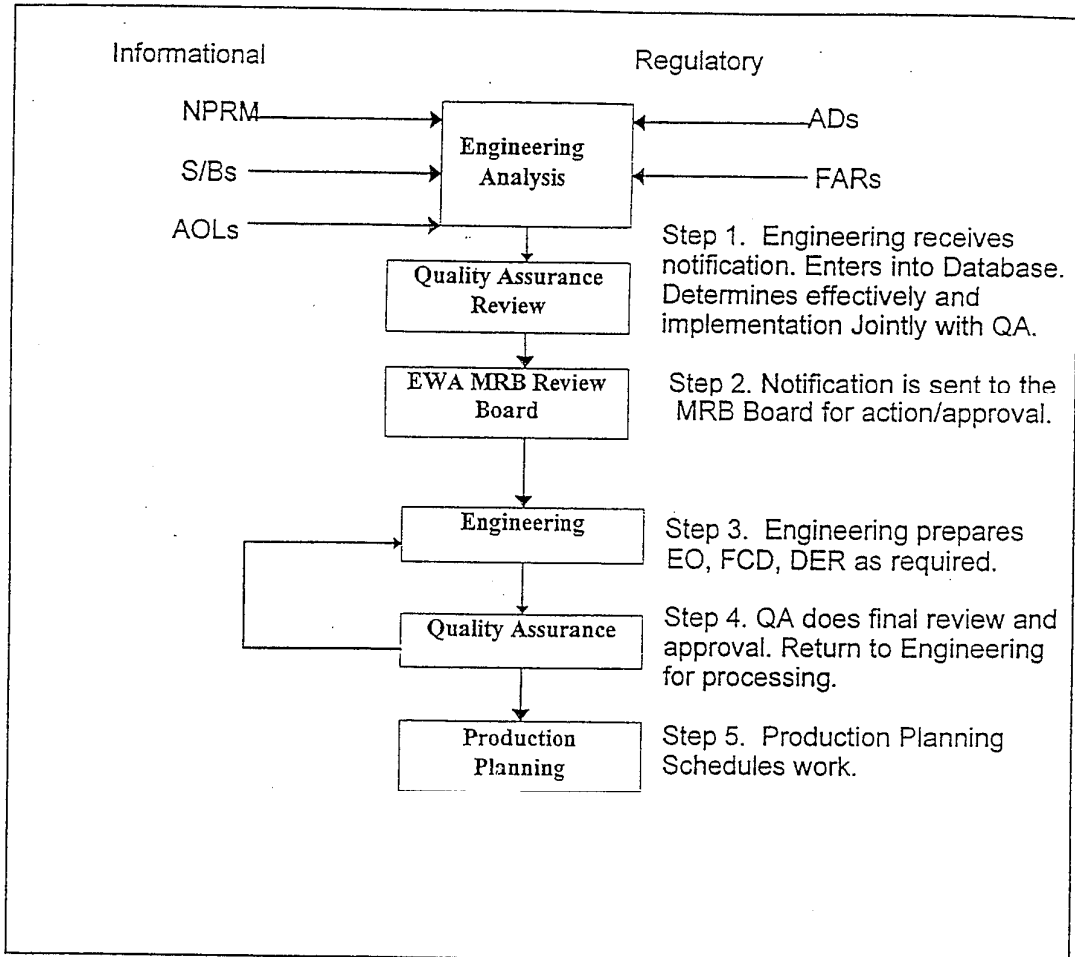 Informational
Regulatory
NPRM
S/Bs
AOLs
Engineering
Analysis
ADs
FARs
Step 1. Engineering receives
notification. Enters into Database.
Determines effectively and
implementation Jointly with QA.
Quality Assurance
Review
EWA MRB Review
Board
Step 2. Notification is sent to the
MRB Board for action/approval.
Engineering
Step 3. Engineering prepares
EO, FCD, DER as required.
Quality Assurance
Step 4. QA does final review and
approval. Return to Engineering
for processing.
Production
Planning
Step 5. Production Planning
Schedules work.